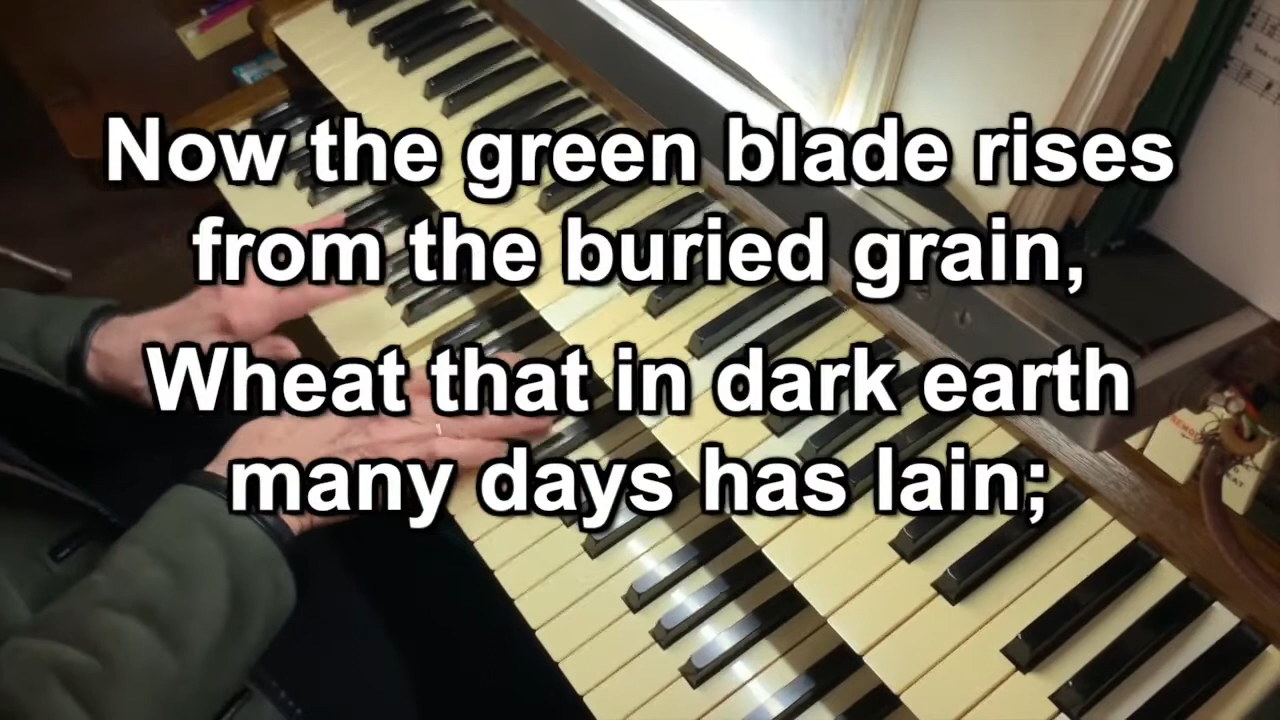 Now the green blade rises
from the buried grain,
Wheat that in dark earth
many days has lain;